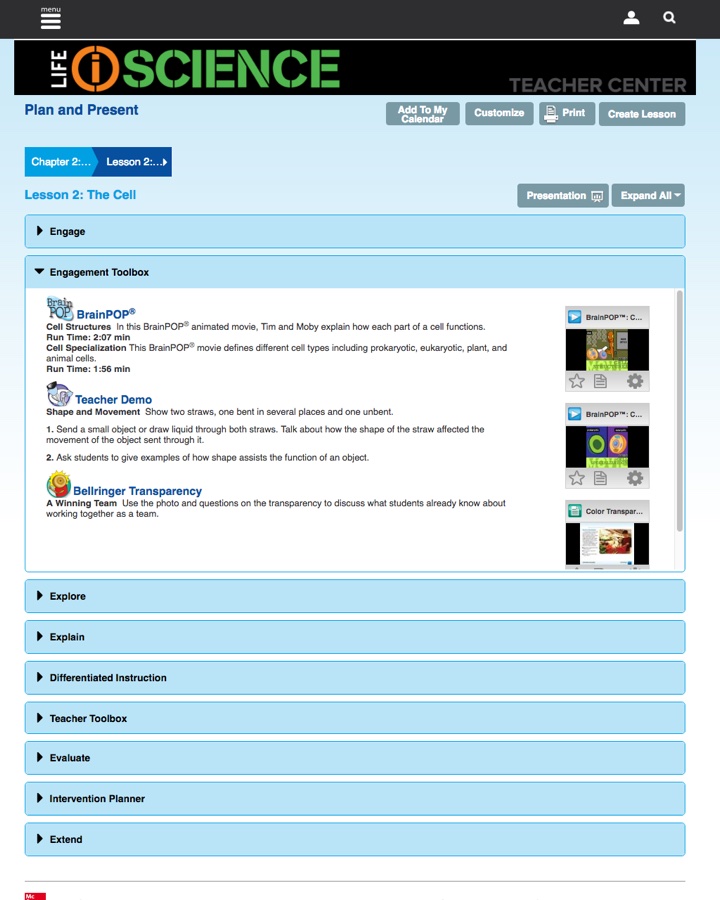 menu
LIFE iSCIENCE
TEACHER CENTER
Plan and Present
Add To My
Calendar
Customize
Print
Create Lesson
Chapter 2:...
Lesson 2:...
Lesson 2: The Cell
Presentation
Expand All
Engage
Engagement Toolbox
Brain
POP BrainPOP®
Cell Structures In this BrainPOP® animated movie, Tim and Moby explain how each part of a cell functions.
Run Time: 2:07 min
Cell Specialization This BrainPOP® movie defines different cell types including prokaryotic, eukaryotic, plant, and
animal cells.
Run Time: 1:56 min
BrainPOP™: C...
Teacher Demo
Shape and Movement Show two straws, one bent in several places and one unbent.
1. Send a small object or draw liquid through both straws. Talk about how the shape of the straw affected the
movement of the object sent through it.
2. Ask students to give examples of how shape assists the function of an object.
BrainPOP™: C...
Bellringer Transparency
A Winning Team Use the photo and questions on the transparency to discuss what students already know about
working together as a team.
Color Transpar...
Explore
Explain
Differentiated Instruction
Teacher Toolbox
Evaluate
Intervention Planner
Extend
Mc